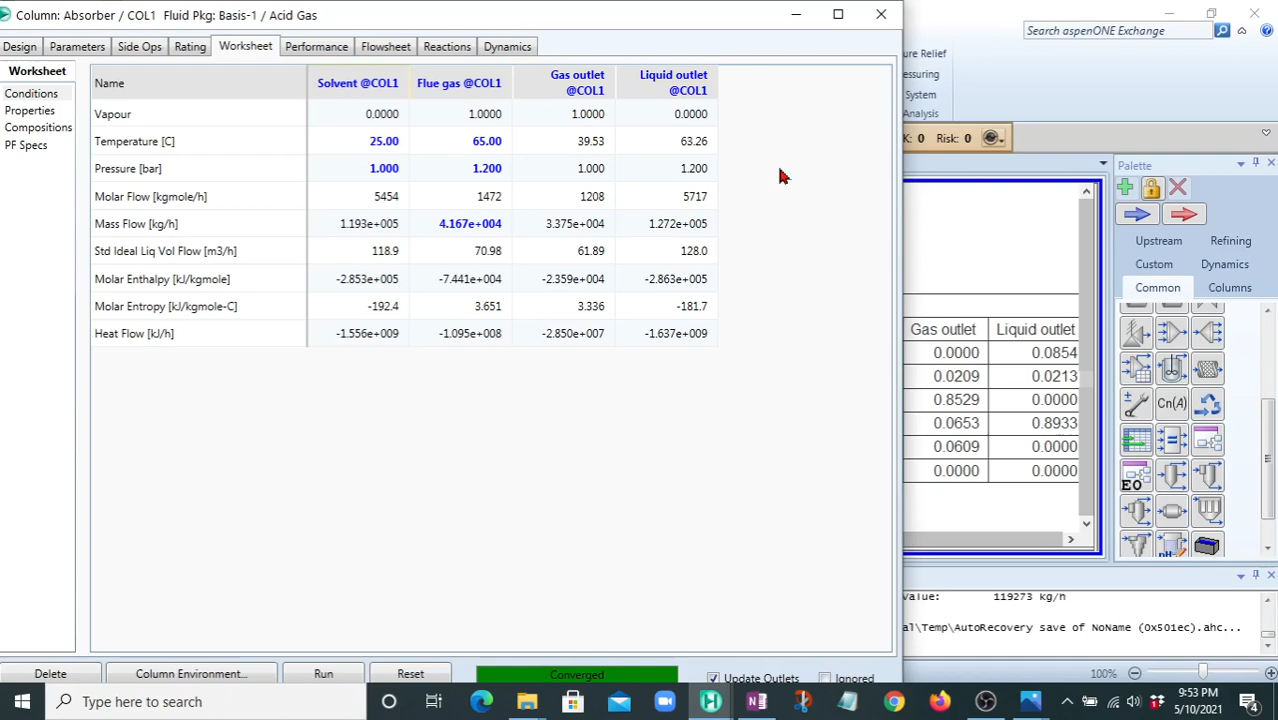 Column: Absorber / COL1 Fluid Pkg: Basis-1 / Acid Gas
Search aspenONE Exchange
Design Parameters Side Ops Rating Worksheet Performance Flowsheet Reactions Dynamics
ure Relief
essuring
System
Analysis
Worksheet
Conditions
Properties
Compositions
PF Specs
Name Solvent @COL1 Flue gas @COL1 Gas outlet @COL1 Liquid outlet @COL1
Vapour 0.0000 1.0000 1.0000 0.0000
Temperature [C] 25.00 65.00 39.53 63.26
Pressure [bar] 1.000 1.200 1.000 1.200
Molar Flow [kgmole/h] 5454 1472 1208 5717
Mass Flow [kg/h] 1.193e+005 4.167e+004 3.375e+004 1.272e+005
Std Ideal Liq Vol Flow [m3/h] 118.9 70.98 61.89 128.0
Molar Enthalpy [kJ/kgmole] -2.853e+005 -7.441e+004 -2.359e+004 -2.863e+005
Molar Entropy [kJ/kgmole-C] -192.4 3.651 3.336 -181.7
Heat Flow [kJ/h] -1.556e+009 -1.095e+008 -2.850e+007 -1.637e+009
K: 0 Risk: 0
Gas outlet Liquid outlet
0.0000 0.0854
0.0209 0.0213
0.8529 0.0000
0.0653 0.8933
0.0609 0.0000
0.0000 0.0000
Palette
Upstream Refining
Custom Dynamics
Common Columns
Cn(A)
EO
pH
alue: 119273 kg/h
al\Temp\AutoRecovery save of NoName (0x501ec).ahc...
Delete Column Environment... Run Reset Converged Update Outlets Ignored
100%
Type here to search
9:53 PM
5/10/2021
4